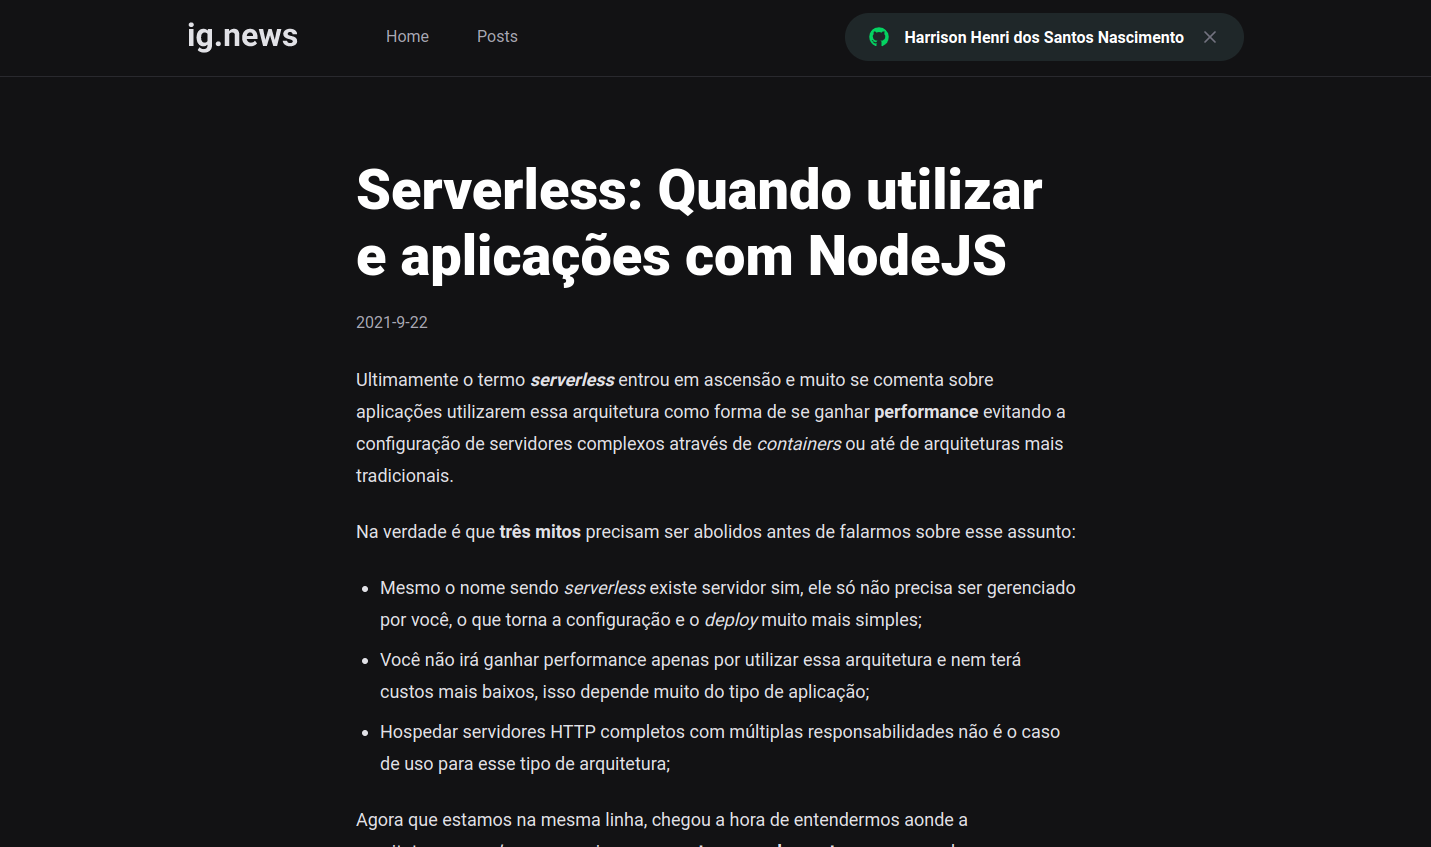 ig.news
Home
Posts
Harrison Henri dos Santos Nascimento
Serverless: Quando utilizar
e aplicações com NodeJS
2021-9-22
Ultimamente o termo serverless entrou em ascensão e muito se comenta sobre
aplicações utilizarem essa arquitetura como forma de se ganhar performance evitando a
configuração de servidores complexos através de containers ou até de arquiteturas mais
tradicionais.
Na verdade é que três mitos precisam ser abolidos antes de falarmos sobre esse assunto:
Mesmo o nome sendo serverless existe servidor sim, ele só não precisa ser gerenciado
por você, o que torna a configuração e o deploy muito mais simples;
Você não irá ganhar performance apenas por utilizar essa arquitetura e nem terá
custos mais baixos, isso depende muito do tipo de aplicação;
Hospedar servidores HTTP completos com múltiplas responsabilidades não é o caso
de uso para esse tipo de arquitetura;
Agora que estamos na mesma linha, chegou a hora de entendermos aonde a